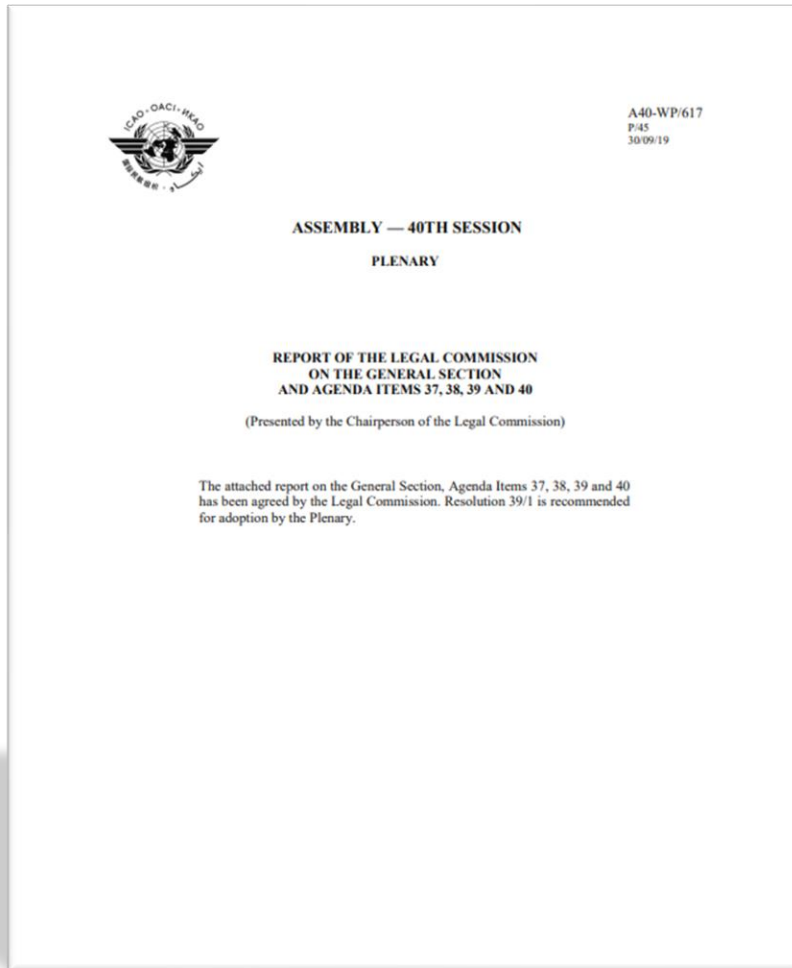 ICAO · OACI · ИКАО
A40-WP/617
P/45
30/09/19
ASSEMBLY — 40TH SESSION
PLENARY
REPORT OF THE LEGAL COMMISSION
ON THE GENERAL SECTION
AND AGENDA ITEMS 37, 38, 39 AND 40
(Presented by the Chairperson of the Legal Commission)
The attached report on the General Section, Agenda Items 37, 38, 39 and 40
has been agreed by the Legal Commission. Resolution 39/1 is recommended
for adoption by the Plenary.